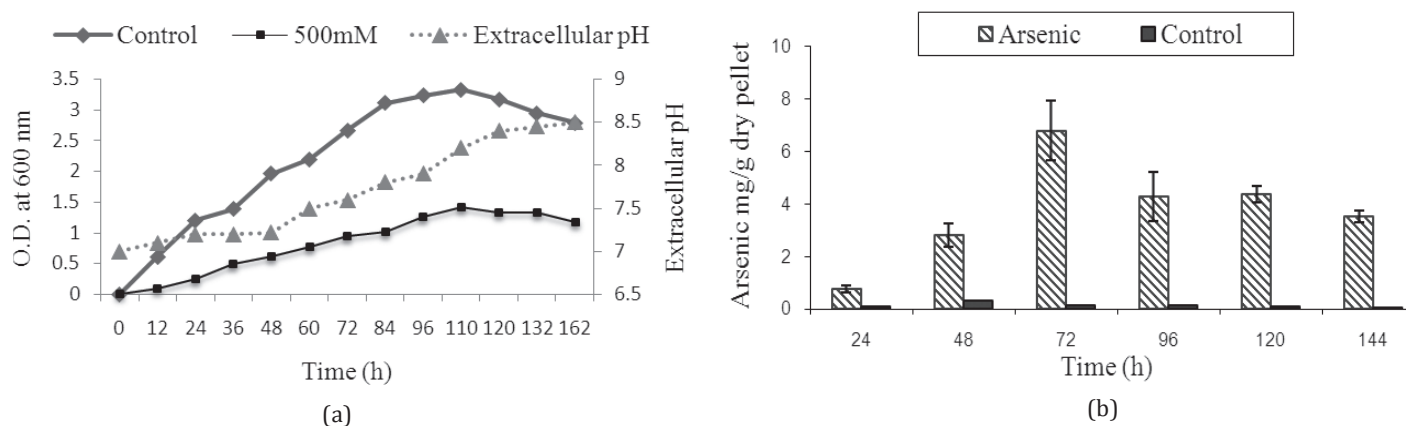 Control 500mM Extracellular pH
O.D. at 600 nm
3.5
3
2.5
2
1.5
1
0.5
0
9
8.5
8
7.5
7
6.5
Extracellular pH
0 12 24 36 48 60 72 84 96 110 120 132 162
Time (h)
(a)
Arsenic Control
Arsenic mg/g dry pellet
10
8
6
4
2
0
24 48 72 96 120 144
Time (h)
(b)